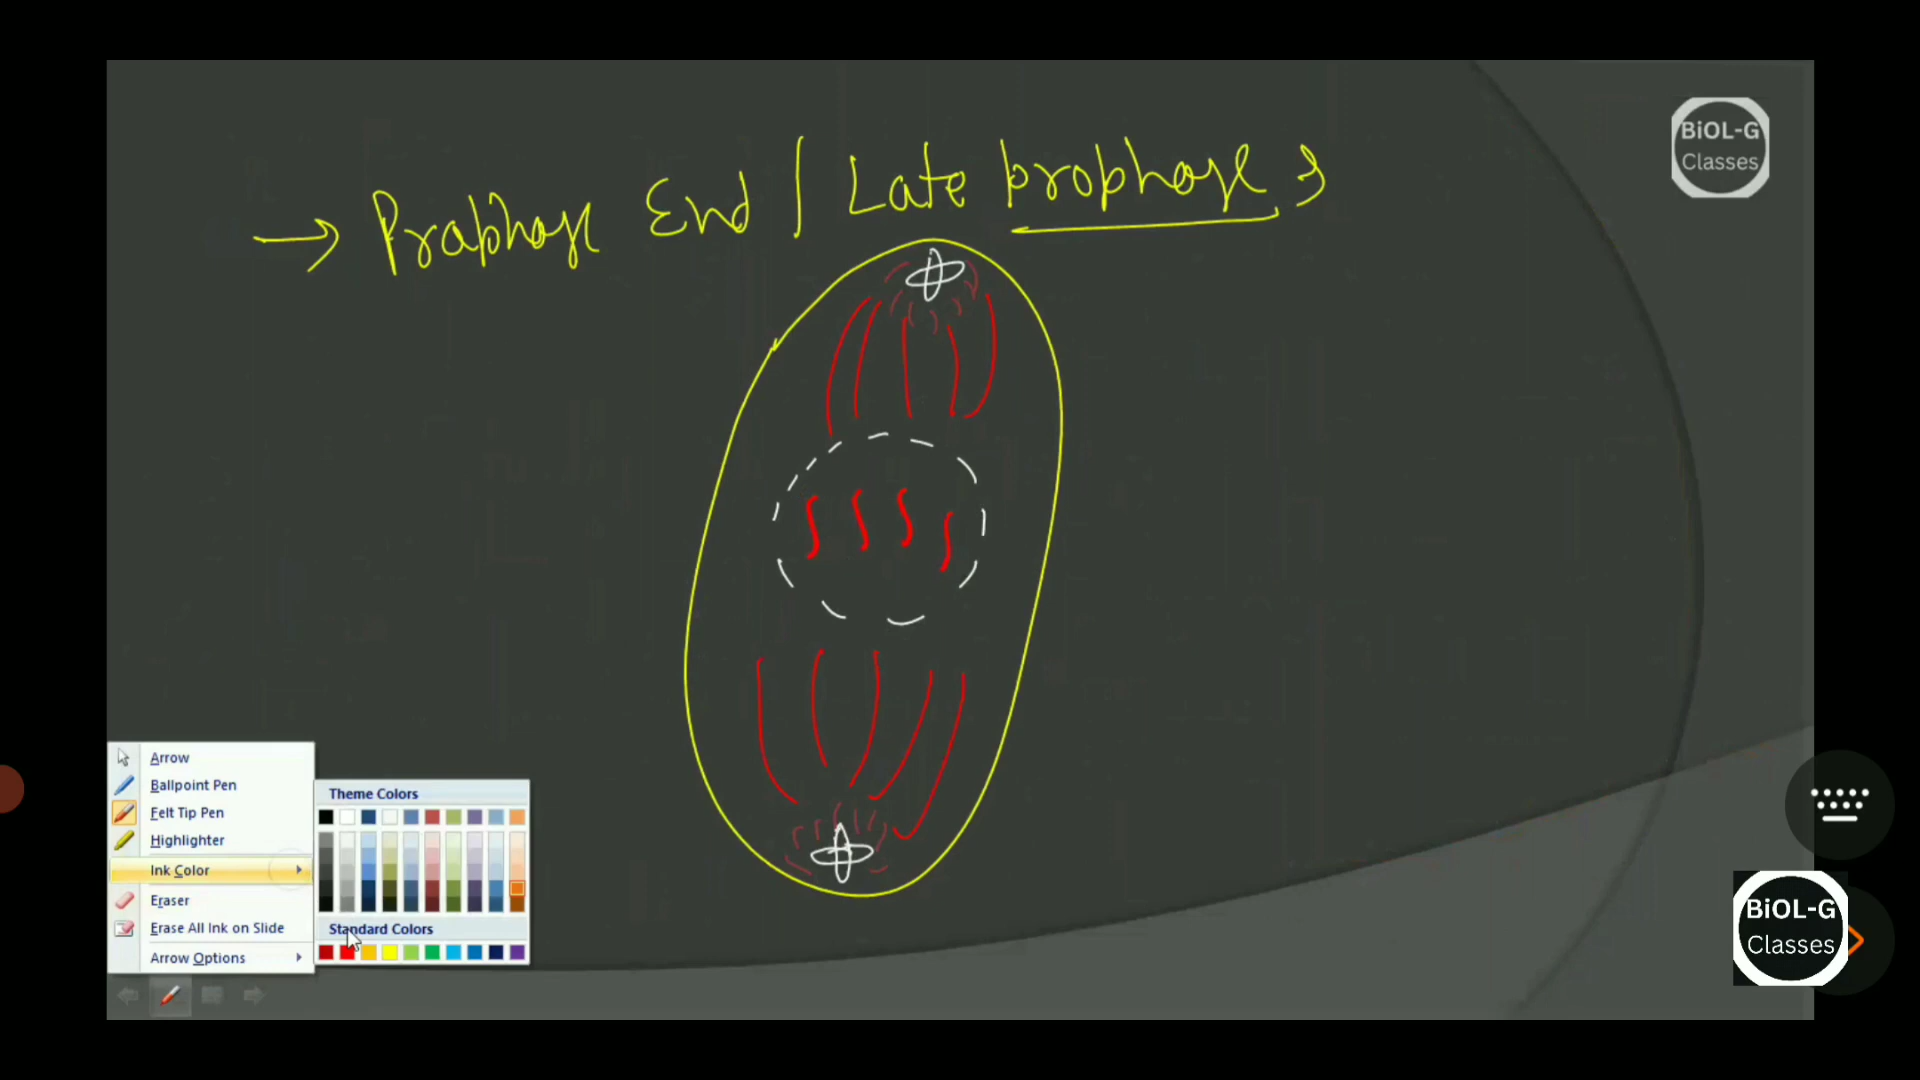 BiOL-G
Classes
→ Prophase End / Late prophase
Arrow
Ballpoint Pen
Felt Tip Pen
Highlighter
Ink Color
Eraser
Erase All Ink on Slide
Arrow Options
Theme Colors
Standard Colors
BiOL-G
Classes